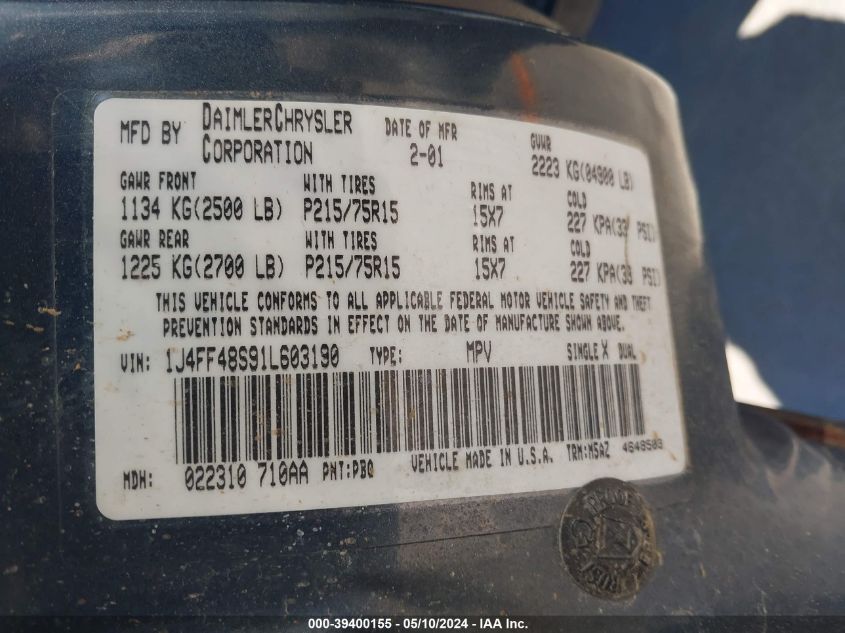 MFD BY DAIMLERCHRYSLER CORPORATION DATE OF MFR 2-01 GVWR 2223 KG(04900 LB)
GAWR FRONT WITH TIRES RIMS AT COLD
1134 KG(2500 LB) P215/75R15 15X7 227 KPA(33 PSI)
GAWR REAR WITH TIRES RIMS AT COLD
1225 KG(2700 LB) P215/75R15 15X7 227 KPA(33 PSI)
THIS VEHICLE CONFORMS TO ALL APPLICABLE FEDERAL MOTOR VEHICLE SAFETY AND THEFT
PREVENTION STANDARDS IN EFFECT ON THE DATE OF MANUFACTURE SHOWN ABOVE.
VIN: 1J4FF48S91L603190 TYPE: MPV SINGLE X DUAL
MDH: 022310 710AA PNT:PBQ VEHICLE MADE IN U.S.A. TRM:M5AZ 4648503
000-39400155 - 05/10/2024 - IAA Inc.